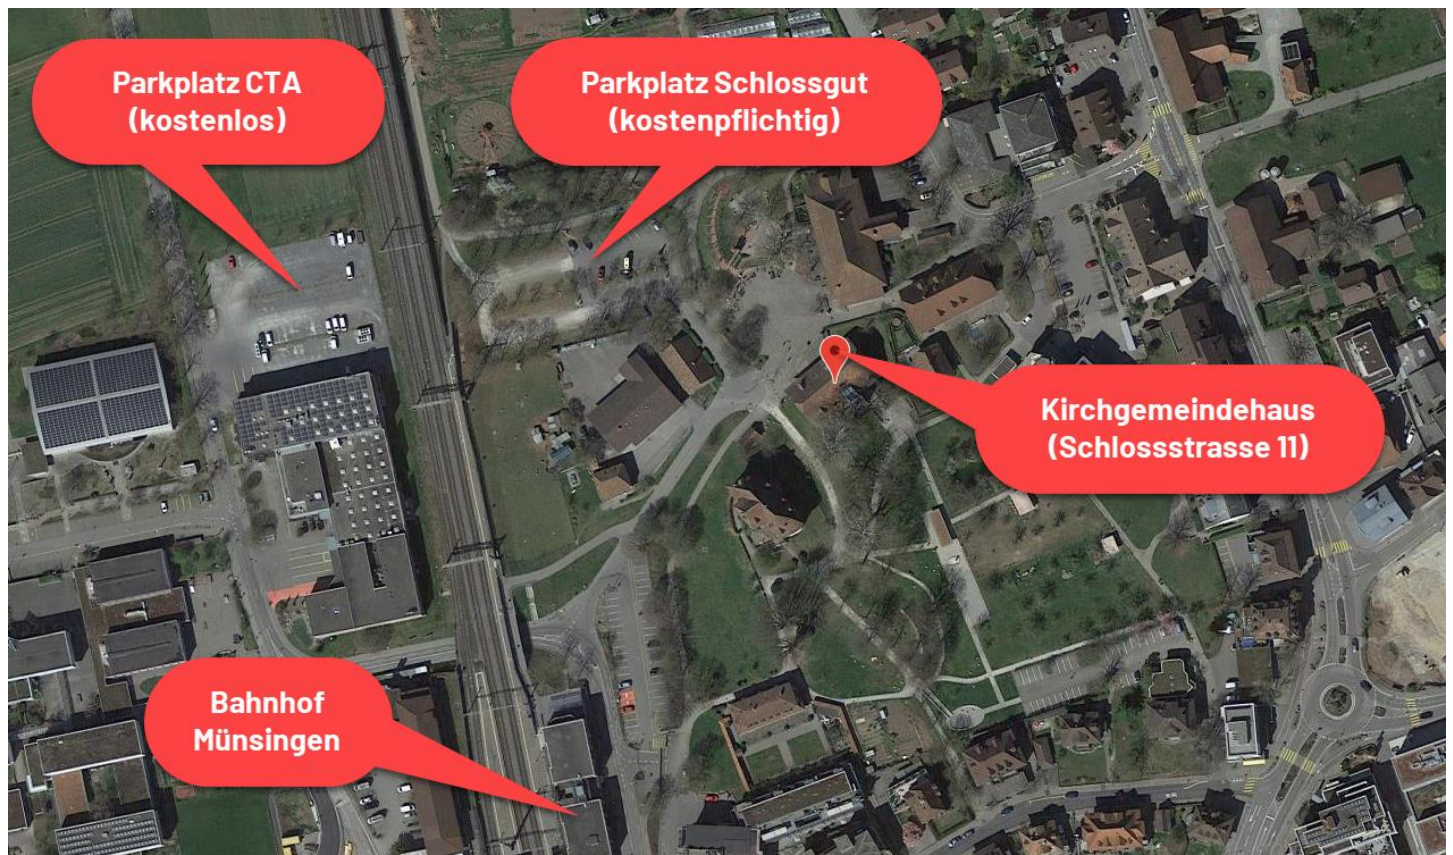 Parkplatz CTA
(kostenlos)
Parkplatz Schlossgut
(kostenpflichtig)
Kirchgemeindehaus
(Schlossstrasse 11)
Bahnhof
Münsingen